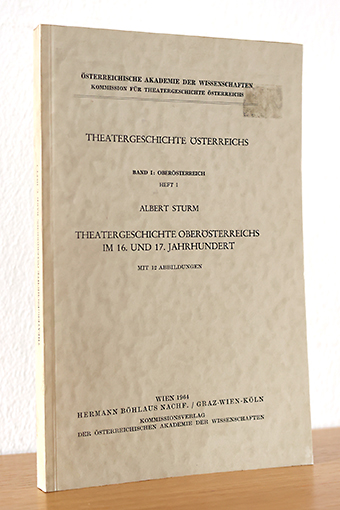 ÖSTERREICHISCHE AKADEMIE DER WISSENSCHAFTEN
KOMMISSION FÜR THEATERGESCHICHTE ÖSTERREICHS
THEATERGESCHICHTE ÖSTERREICHS
BAND I: OBERÖSTERREICH
HEFT 1
ALBERT STURM
THEATERGESCHICHTE OBERÖSTERREICHS
IM 16. UND 17. JAHRHUNDERT
MIT 12 ABBILDUNGEN
WIEN 1964
HERMANN BÖHLAUS NACHF. / GRAZ-WIEN-KÖLN
KOMMISSIONSVERLAG
DER ÖSTERREICHISCHEN AKADEMIE DER WISSENSCHAFTEN